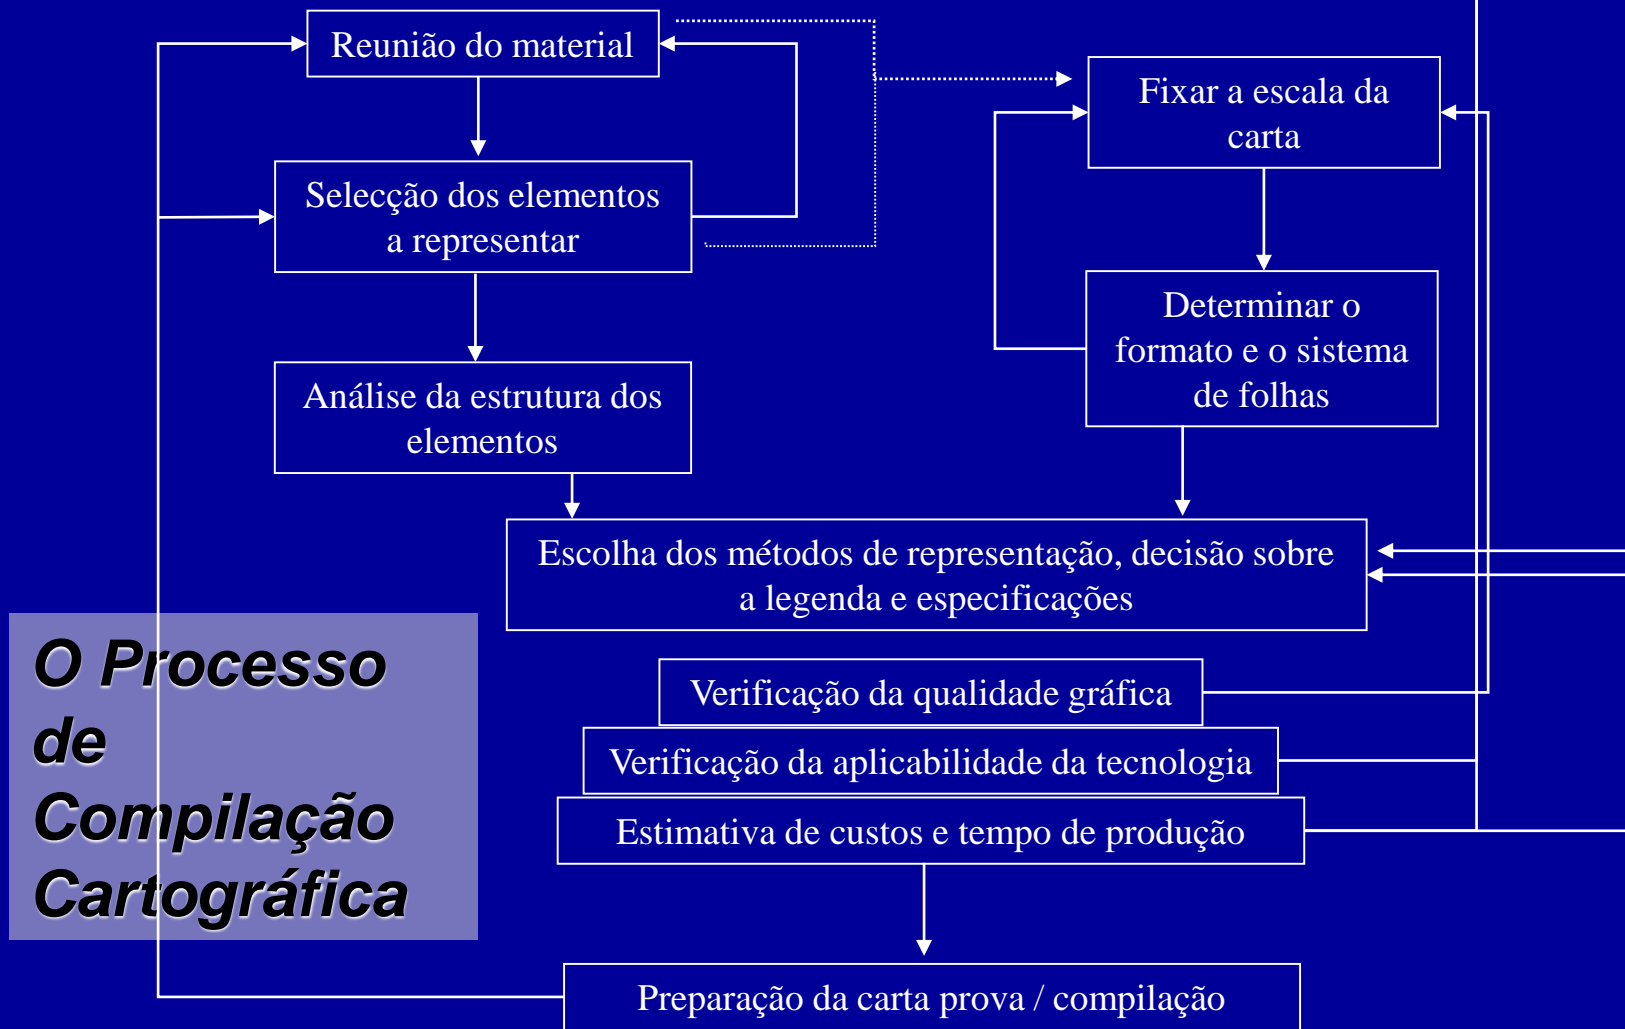 Reunião do material
Fixar a escala da
carta
Selecção dos elementos
a representar
Determinar o
formato e o sistema
de folhas
Análise da estrutura dos
elementos
Escolha dos métodos de representação, decisão sobre
a legenda e especificações
O Processo
de
Compilação
Cartográfica
Verificação da qualidade gráfica
Verificação da aplicabilidade da tecnologia
Estimativa de custos e tempo de produção
Preparação da carta prova / compilação